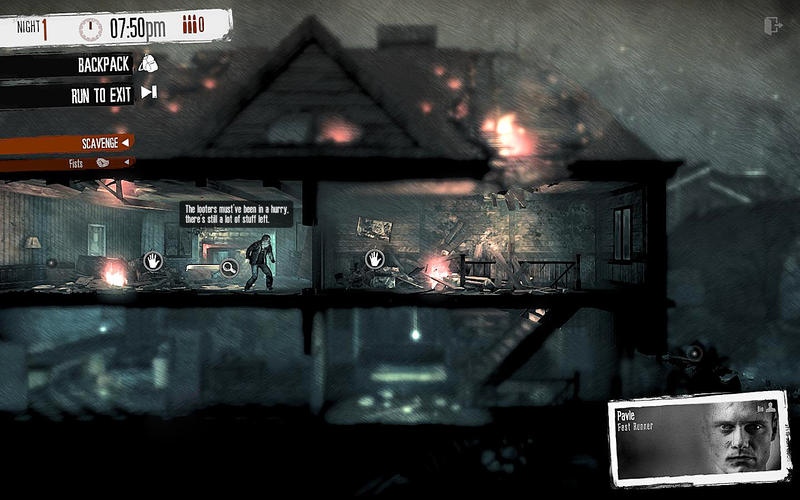 NIGHT 1
07:50pm
0
BACKPACK
RUN TO EXIT
SCAVENGE
Fists
The looters must've been in a hurry,
there's still a lot of stuff left.
Pavle
Bio
Fast Runner